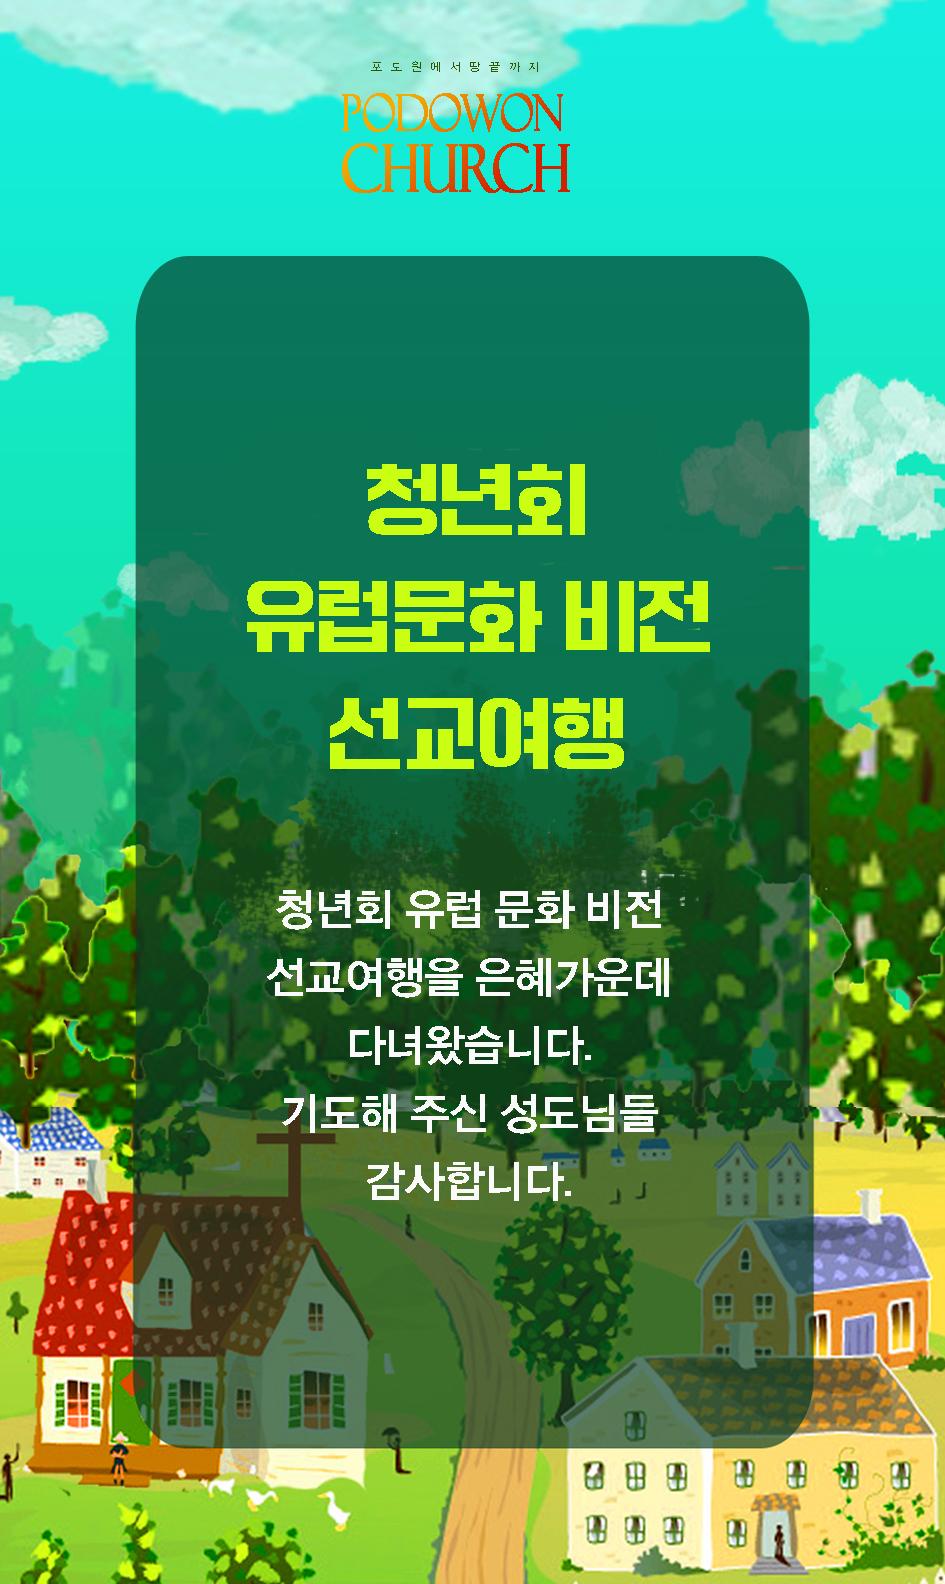 포도원에서땅끝까지
PODOWON
CHURCH
청년회
유럽문화 비전
선교여행
청년회 유럽 문화 비전
선교여행을 은혜가운데
다녀왔습니다.
기도해 주신 성도님들
감사합니다.